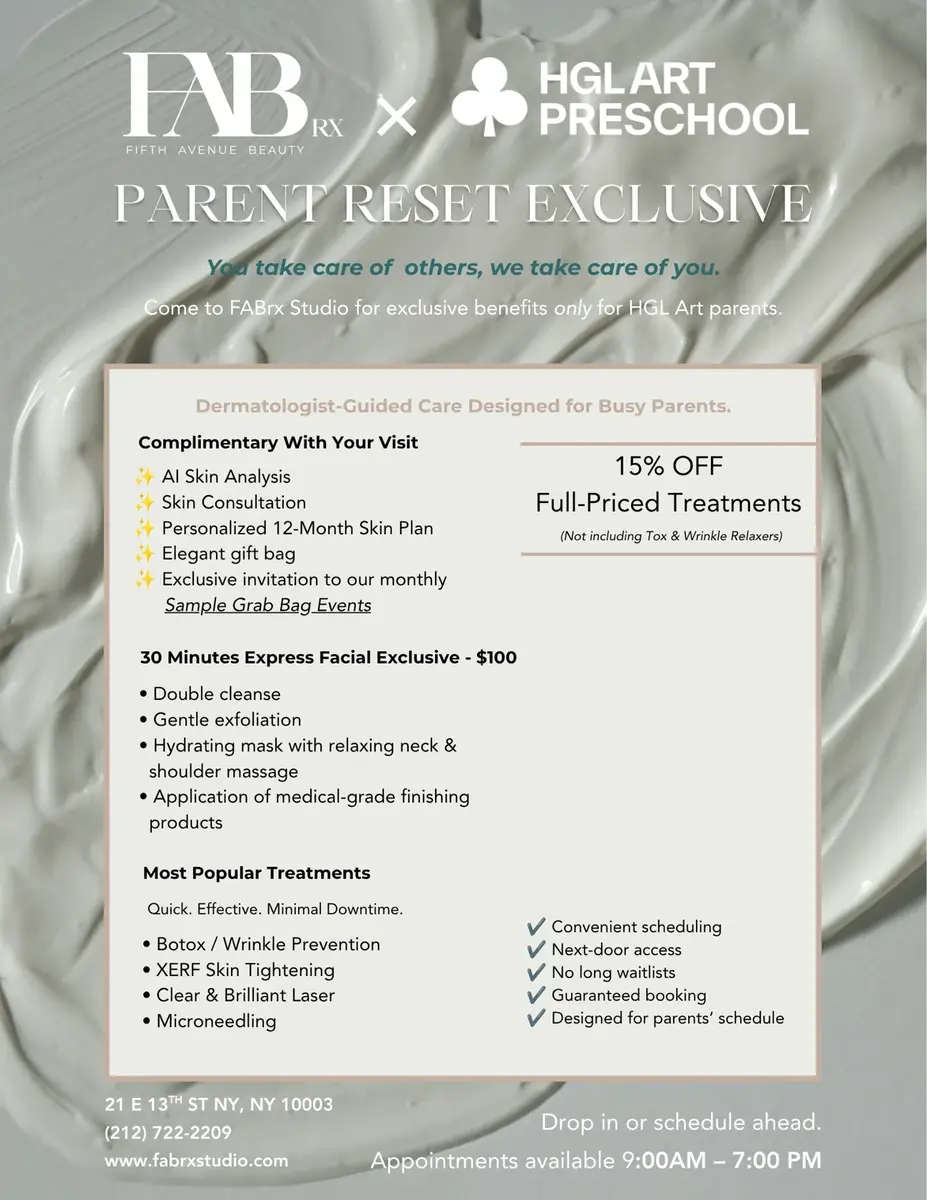 FAB RX
FIFTH AVENUE BEAUTY
×
HGL ART
PRESCHOOL
PARENT RESET EXCLUSIVE
You take care of others, we take care of you.
Come to FABrx Studio for exclusive benefits only for HGL Art parents.
Dermatologist-Guided Care Designed for Busy Parents.
Complimentary With Your Visit
✨ AI Skin Analysis
✨ Skin Consultation
✨ Personalized 12-Month Skin Plan
✨ Elegant gift bag
✨ Exclusive invitation to our monthly
Sample Grab Bag Events
15% OFF
Full-Priced Treatments
(Not including Tox & Wrinkle Relaxers)
30 Minutes Express Facial Exclusive - $100
• Double cleanse
• Gentle exfoliation
• Hydrating mask with relaxing neck &
shoulder massage
• Application of medical-grade finishing
products
Most Popular Treatments
Quick. Effective. Minimal Downtime.
• Botox / Wrinkle Prevention
• XERF Skin Tightening
• Clear & Brilliant Laser
• Microneedling
✔ Convenient scheduling
✔ Next-door access
✔ No long waitlists
✔ Guaranteed booking
✔ Designed for parents’ schedule
21 E 13TH ST NY, NY 10003
(212) 722-2209
www.fabrxstudio.com
Drop in or schedule ahead.
Appointments available 9:00AM – 7:00 PM